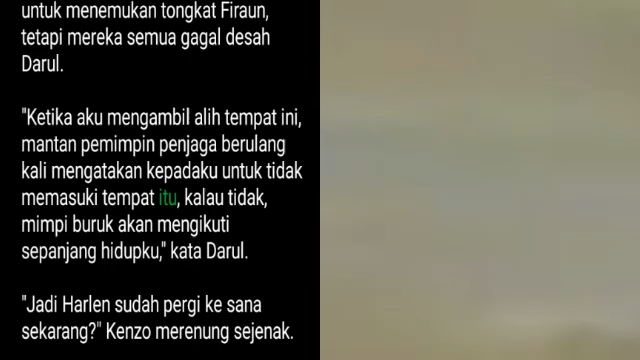 untuk menemukan tongkat Firaun,
tetapi mereka semua gagal desah
Darul.
"Ketika aku mengambil alih tempat ini,
mantan pemimpin penjaga berulang
kali mengatakan kepadaku untuk tidak
memasuki tempat itu, kalau tidak,
mimpi buruk akan mengikuti
sepanjang hidupku," kata Darul.
"Jadi Harlen sudah pergi ke sana
sekarang?" Kenzo merenung sejenak.